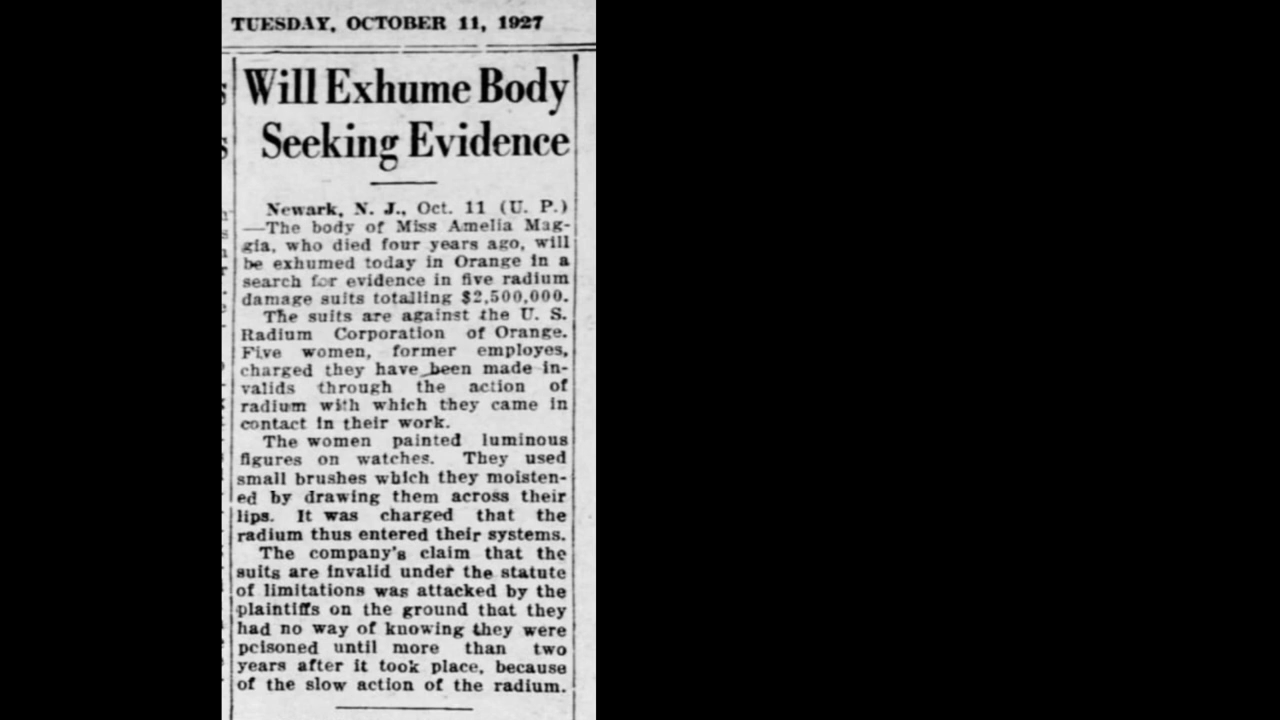 TUESDAY, OCTOBER 11, 1927
Will Exhume Body
Seeking Evidence
Newark, N. J., Oct. 11 (U. P.)
—The body of Miss Amelia Mag-
gia, who died four years ago, will
be exhumed today in Orange in a
search for evidence in five radium
damage suits totalling $2,500,000.
The suits are against the U. S.
Radium Corporation of Orange.
Five women, former employes,
charged they have been made in-
valids through the action of
radium with which they came in
contact in their work.
The women painted luminous
figures on watches. They used
small brushes which they moisten-
ed by drawing them across their
lips. It was charged that the
radium thus entered their systems.
The company's claim that the
suits are invalid under the statute
of limitations was attacked by the
plaintiffs on the ground that they
had no way of knowing they were
pcisoned until more than two
years after it took place, because
of the slow action of the radium.